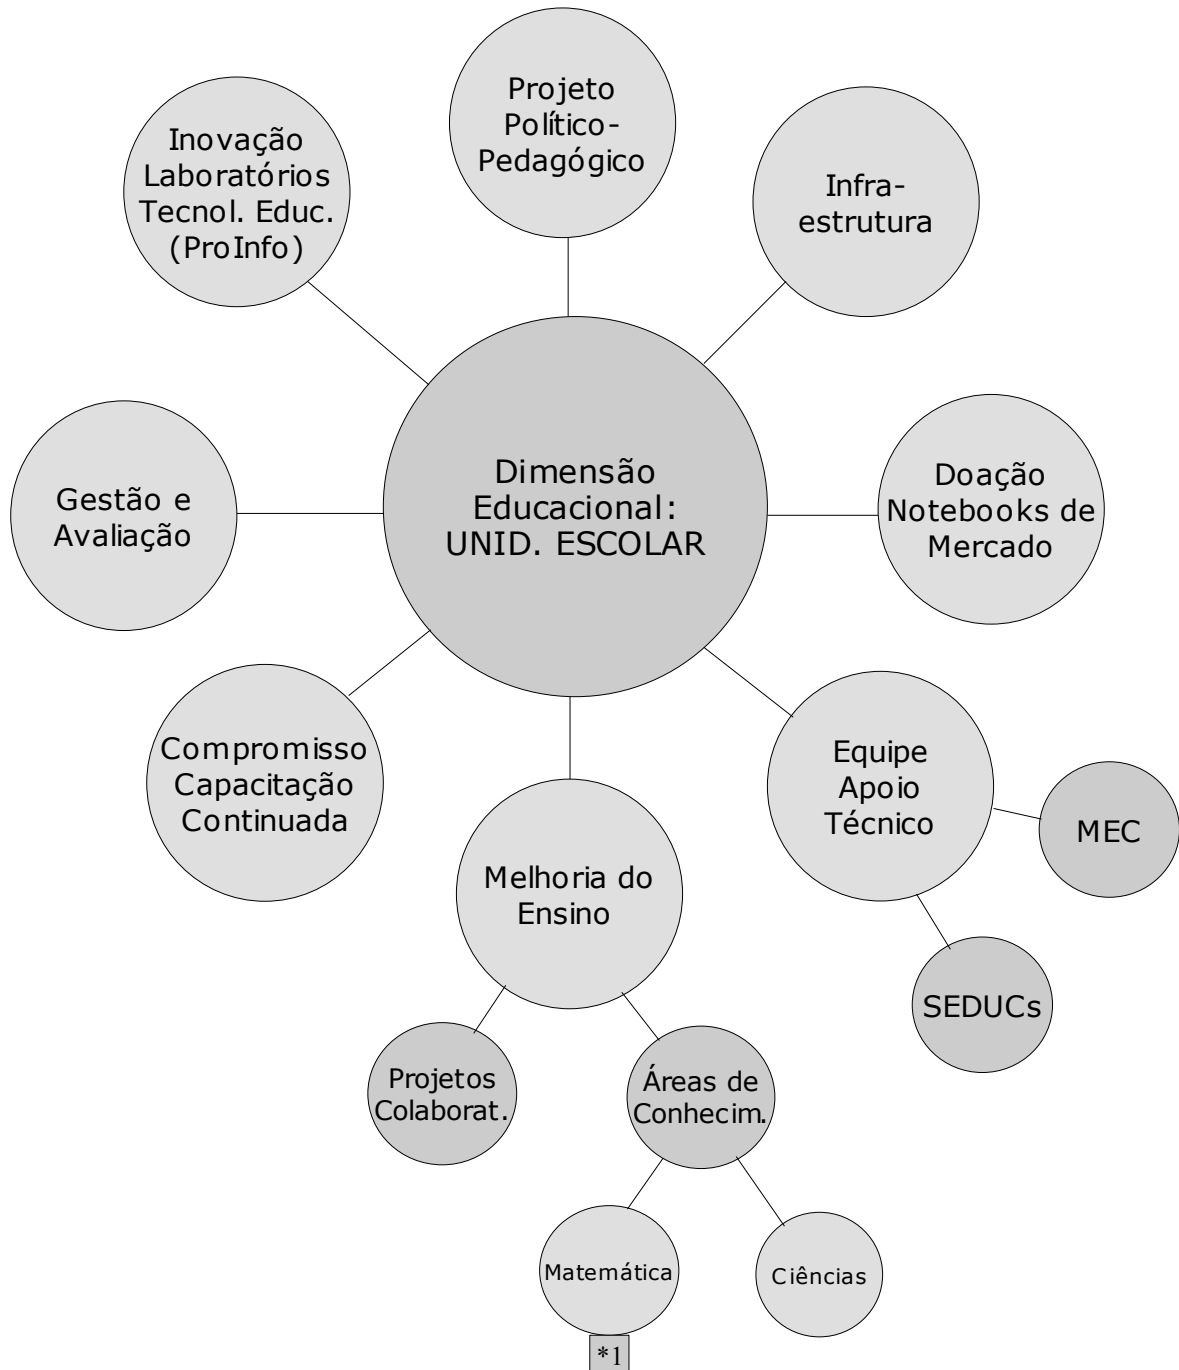 Projeto
Político-
Pedagógico
Inovação
Laboratórios
Tecnol. Educ.
(ProInfo)
Infra-
estrutura
Dimensão
Educacional:
UNID. ESCOLAR
Doação
Notebooks de
Mercado
Gestão e
Avaliação
Compromisso
Capacitação
Continuada
Equipe
Apoio
Técnico
MEC
Melhoria do
Ensino
SEDUCs
Projetos
Colaborat.
Áreas de
Conhecim.
Matemática
Ciências
*1